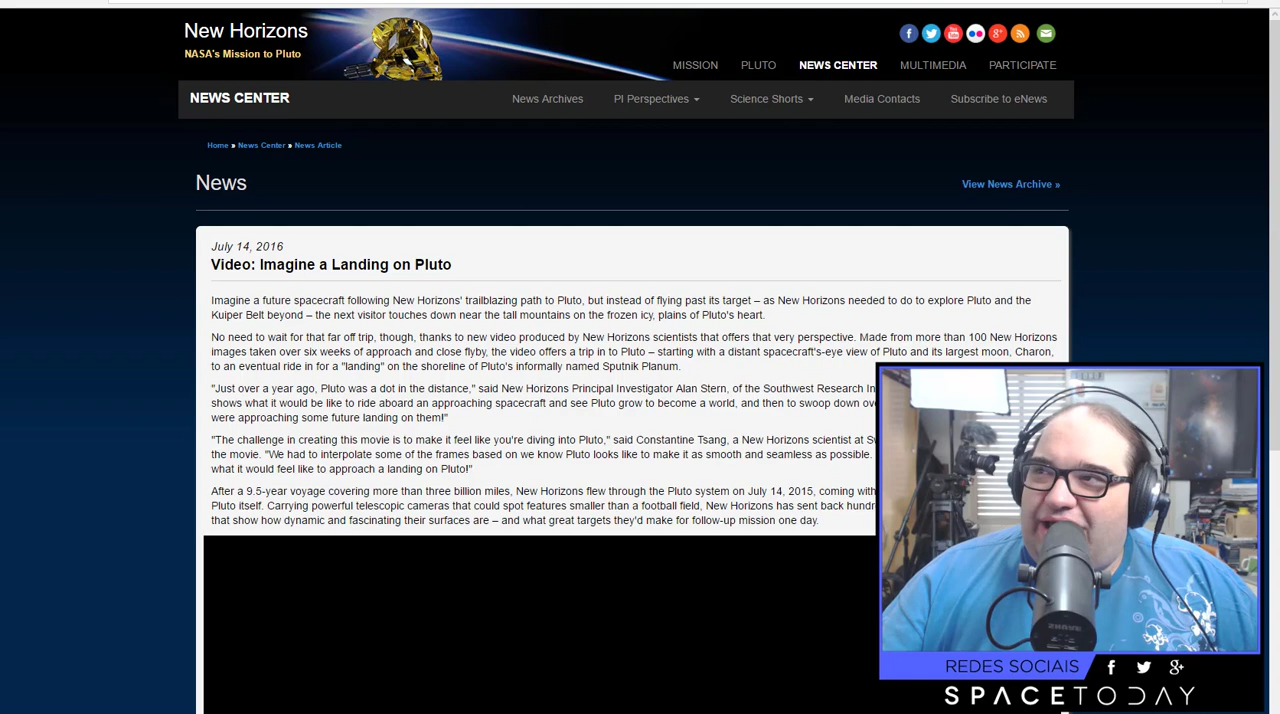 New Horizons
NASA's Mission to Pluto
MISSION PLUTO NEWS CENTER MULTIMEDIA PARTICIPATE
NEWS CENTER
News Archives PI Perspectives Science Shorts Media Contacts Subscribe to eNews
Home » News Center » News Article
News
View News Archive »
July 14, 2016
Video: Imagine a Landing on Pluto
Imagine a future spacecraft following New Horizons' trailblazing path to Pluto, but instead of flying past its target – as New Horizons needed to do to explore Pluto and the
Kuiper Belt beyond – the next visitor touches down near the tall mountains on the frozen icy, plains of Pluto's heart.
No need to wait for that far off trip, though, thanks to new video produced by New Horizons scientists that offers that very perspective. Made from more than 100 New Horizons
images taken over six weeks of approach and close flyby, the video offers a trip in to Pluto – starting with a distant spacecraft's-eye view of Pluto and its largest moon, Charon,
to an eventual ride in for a "landing" on the shoreline of Pluto's informally named Sputnik Planum.
"Just over a year ago, Pluto was a dot in the distance," said New Horizons Principal Investigator Alan Stern, of the Southwest Research In
shows what it would be like to ride aboard an approaching spacecraft and see Pluto grow to become a world, and then to swoop down ove
were approaching some future landing on them!"
"The challenge in creating this movie is to make it feel like you're diving into Pluto," said Constantine Tsang, a New Horizons scientist at Sw
the movie. "We had to interpolate some of the frames based on we know Pluto looks like to make it as smooth and seamless as possible.
what it would feel like to approach a landing on Pluto!"
After a 9.5-year voyage covering more than three billion miles, New Horizons flew through the Pluto system on July 14, 2015, coming with
Pluto itself. Carrying powerful telescopic cameras that could spot features smaller than a football field, New Horizons has sent back hundr
that show how dynamic and fascinating their surfaces are – and what great targets they'd make for follow-up mission one day.
SHURE
REDES SOCIAIS
SPACETODAY